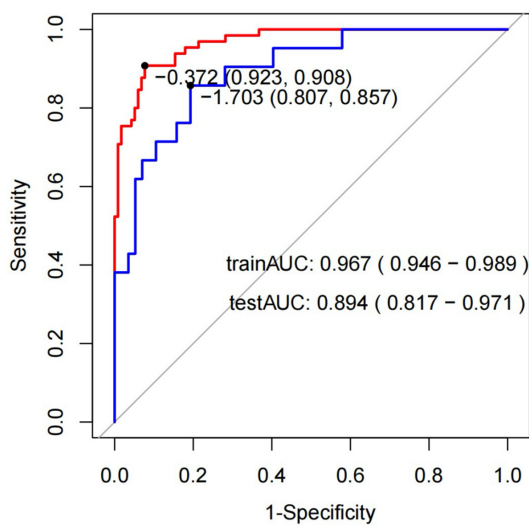 1.0
0.8
0.6
0.4
0.2
0.0
Sensitivity
−0.372 (0.923, 0.908)
−1.703 (0.807, 0.857)
trainAUC: 0.967 ( 0.946 − 0.989 )
testAUC: 0.894 ( 0.817 − 0.971 )
0.0 0.2 0.4 0.6 0.8 1.0
1-Specificity